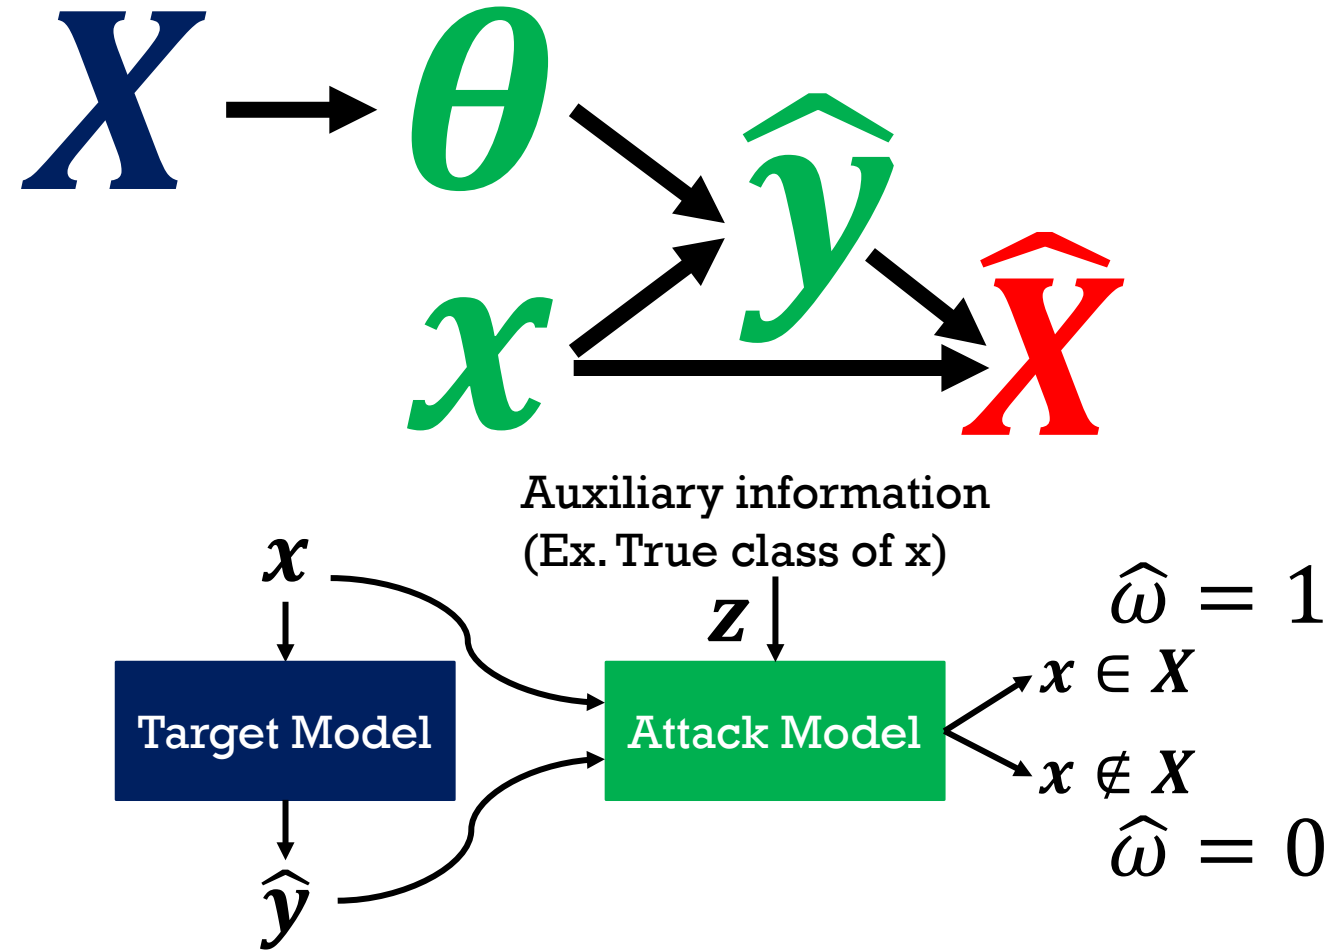 X
θ
ŷ
x
X̂
Auxiliary information
(Ex. True class of x)
x
z
ω̂ = 1
x ∈ X
Target Model
Attack Model
x ∉ X
ω̂ = 0
ŷ